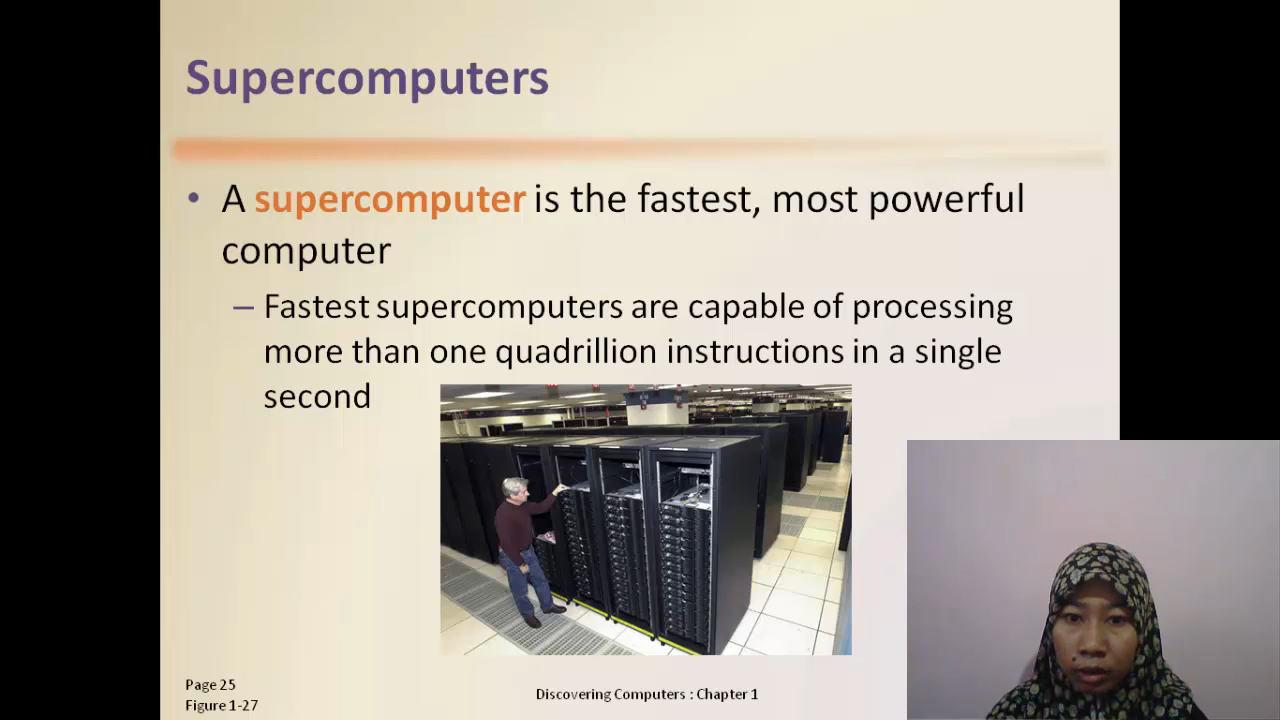 Supercomputers
• A supercomputer is the fastest, most powerful
computer
– Fastest supercomputers are capable of processing
more than one quadrillion instructions in a single
second
Page 25
Figure 1-27
Discovering Computers : Chapter 1